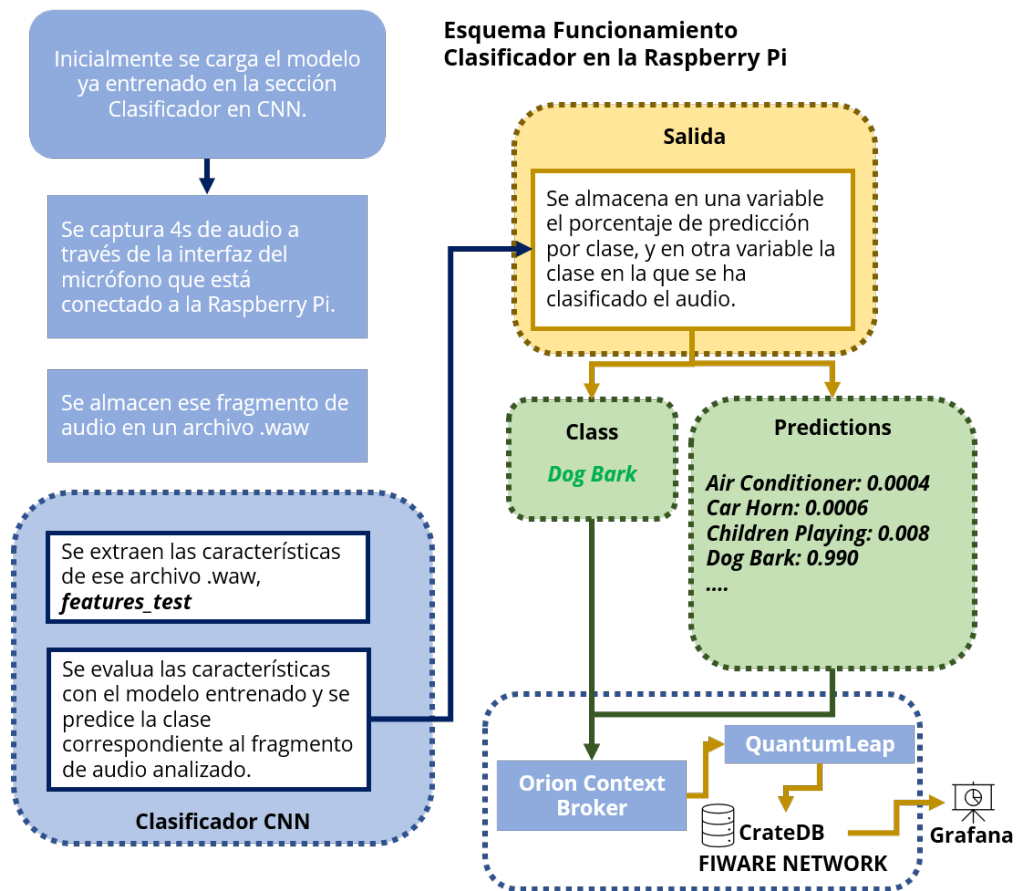 Esquema Funcionamiento
Clasificador en la Raspberry Pi
Inicialmente se carga el modelo
ya entrenado en la sección
Clasificador en CNN.
Se captura 4s de audio a
través de la interfaz del
micrófono que está
conectado a la Raspberry Pi.
Se almacen ese fragmento de
audio en un archivo .waw
Se extraen las características
de ese archivo .waw,
features_test
Se evalua las características
con el modelo entrenado y se
predice la clase
correspondiente al fragmento
de audio analizado.
Clasificador CNN
Salida
Se almacena en una variable
el porcentaje de predicción
por clase, y en otra variable la
clase en la que se ha
clasificado el audio.
Class
Dog Bark
Predictions
Air Conditioner: 0.0004
Car Horn: 0.0006
Children Playing: 0.008
Dog Bark: 0.990
....
Orion Context
Broker
QuantumLeap
CrateDB
FIWARE NETWORK
Grafana